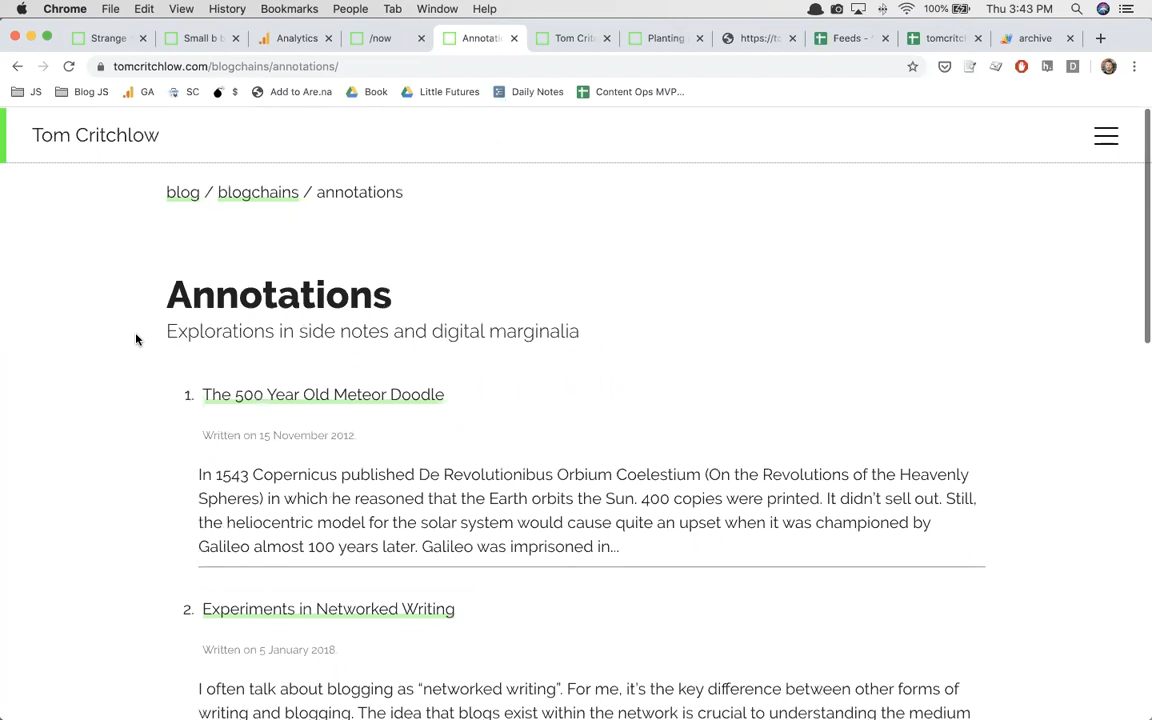 Chrome File Edit View History Bookmarks People Tab Window Help 100% Thu 3:43 PM
Strange Small b b Analytics /now Annotati Tom Crit Planting https://to Feeds - tomcritch archive
tomcritchlow.com/blogchains/annotations/
JS Blog JS GA SC $ Add to Are.na Book Little Futures Daily Notes Content Ops MVP...
Tom Critchlow
blog / blogchains / annotations
Annotations
Explorations in side notes and digital marginalia
1. The 500 Year Old Meteor Doodle
Written on 15 November 2012.
In 1543 Copernicus published De Revolutionibus Orbium Coelestium (On the Revolutions of the Heavenly
Spheres) in which he reasoned that the Earth orbits the Sun. 400 copies were printed. It didn't sell out. Still,
the heliocentric model for the solar system would cause quite an upset when it was championed by
Galileo almost 100 years later. Galileo was imprisoned in...
2. Experiments in Networked Writing
Written on 5 January 2018.
I often talk about blogging as “networked writing”. For me, it's the key difference between other forms of
writing and blogging. The idea that blogs exist within the network is crucial to understanding the medium